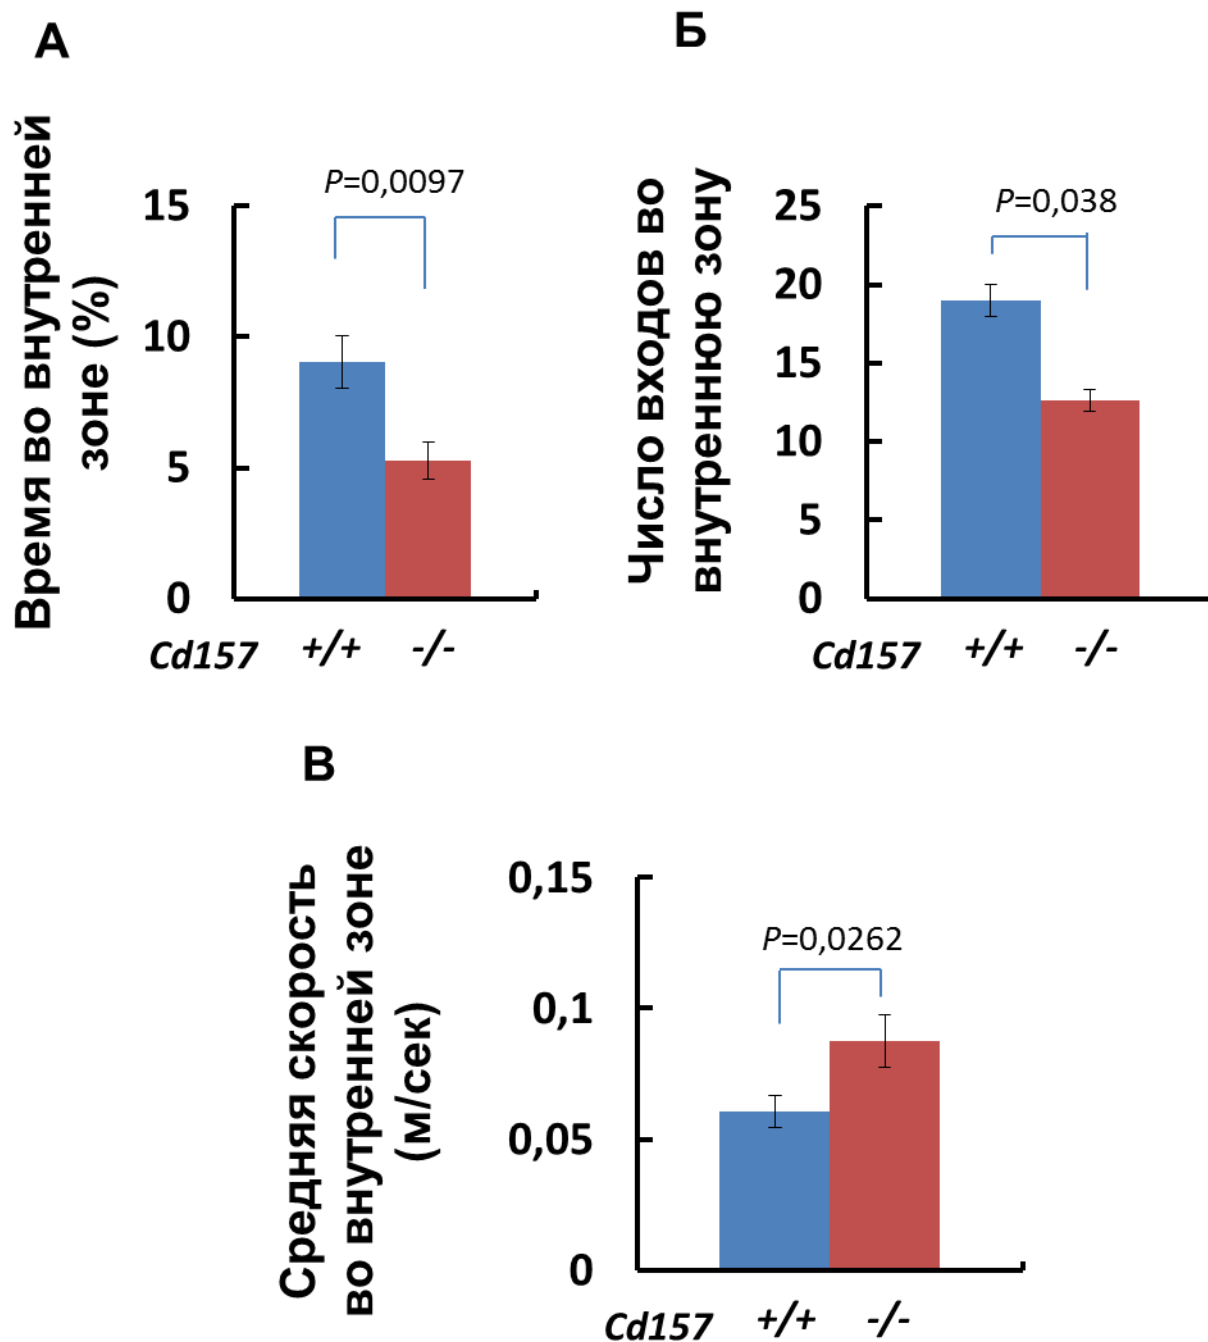 А
Время во внутренней
зоне (%)
P=0,0097
15
10
5
0
Cd157 +/+ -/-
Б
Число входов во
внутреннюю зону
P=0,038
25
20
15
10
5
0
Cd157 +/+ -/-
В
Средняя скорость
во внутренней зоне
(м/сек)
P=0,0262
0,15
0,1
0,05
0
Cd157 +/+ -/-